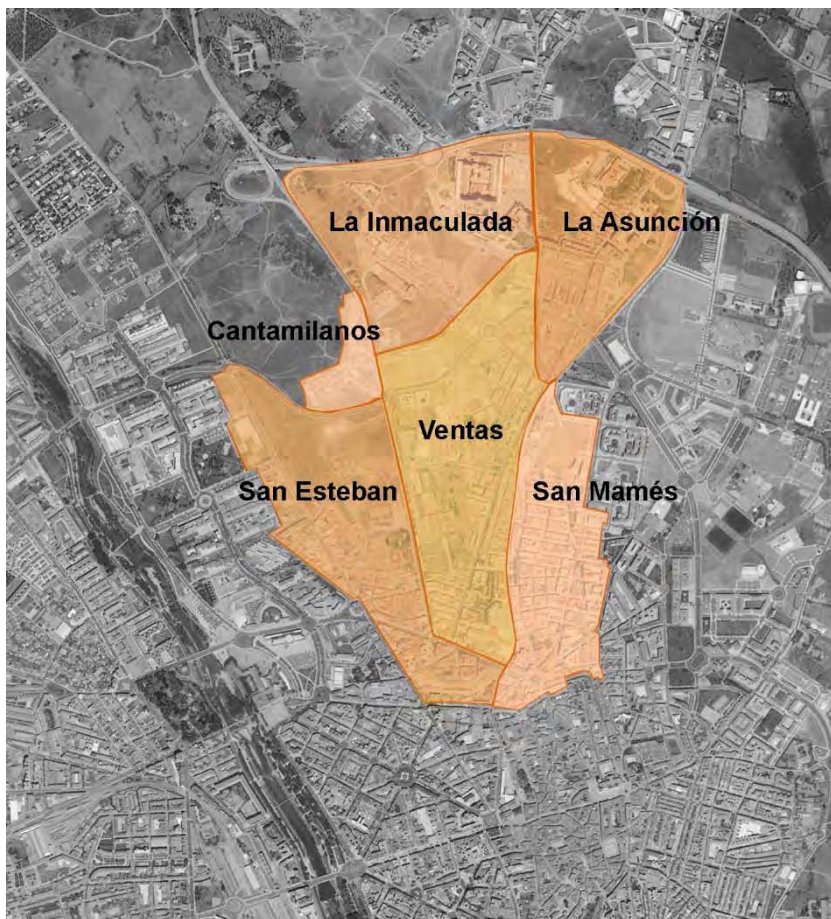 La Inmaculada
La Asunción
Cantamilanos
Ventas
San Esteban
San Mamés